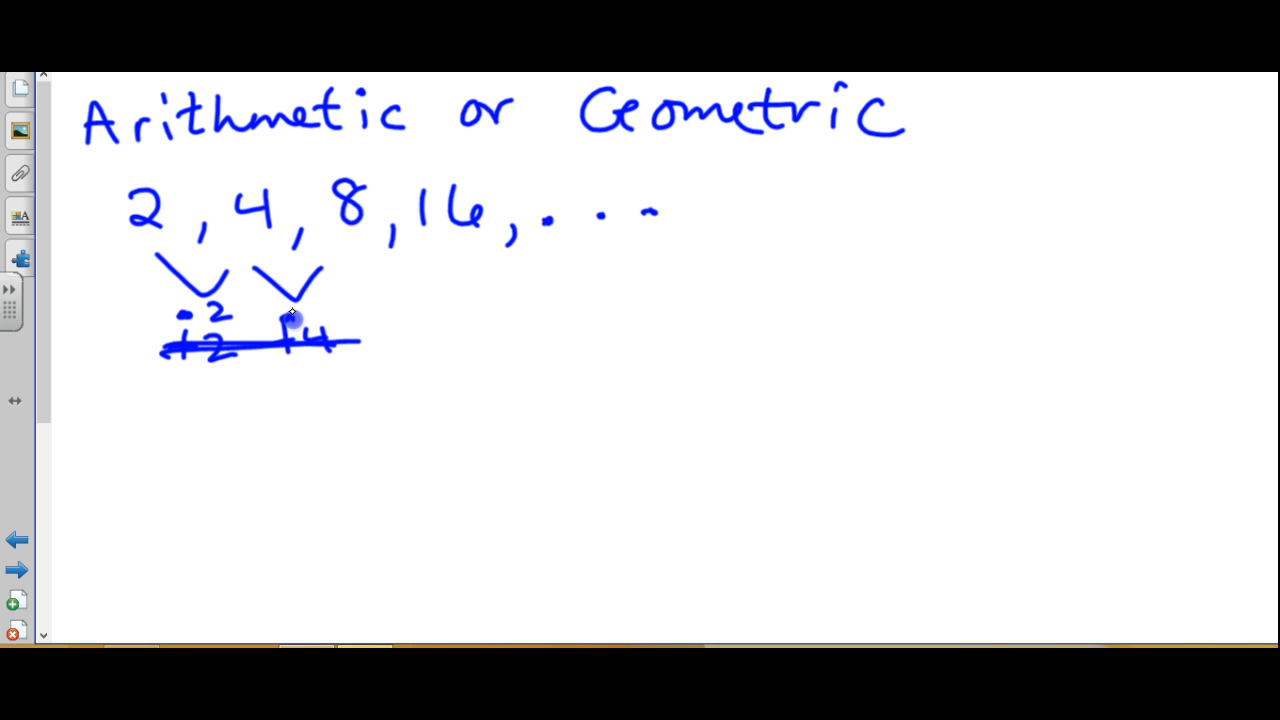 Arithmetic or Geometric
2, 4, 8, 16, . . .
·2
+2 +4